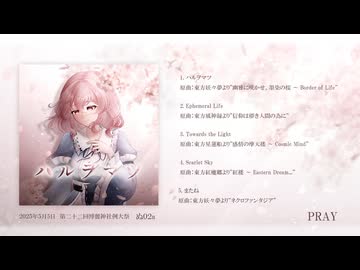 ハルヲマツ
2025年5月5日 第二十二回博麗神社例大祭 ぬ02a
1. ハルヲマツ
原曲：東方妖々夢より"幽雅に咲かせ、墨染の桜 ～ Border of Life"
2. Ephemeral Life
原曲：東方風神録より"信仰は儚き人間の為に"
3. Towards the Light
原曲：東方星蓮船より"感情の摩天楼 ～ Cosmic Mind"
4. Scarlet Sky
原曲：東方紅魔郷より"紅楼 ～ Eastern Dream..."
5. またね
原曲：東方妖々夢より"ネクロファンタジア"
PRAY